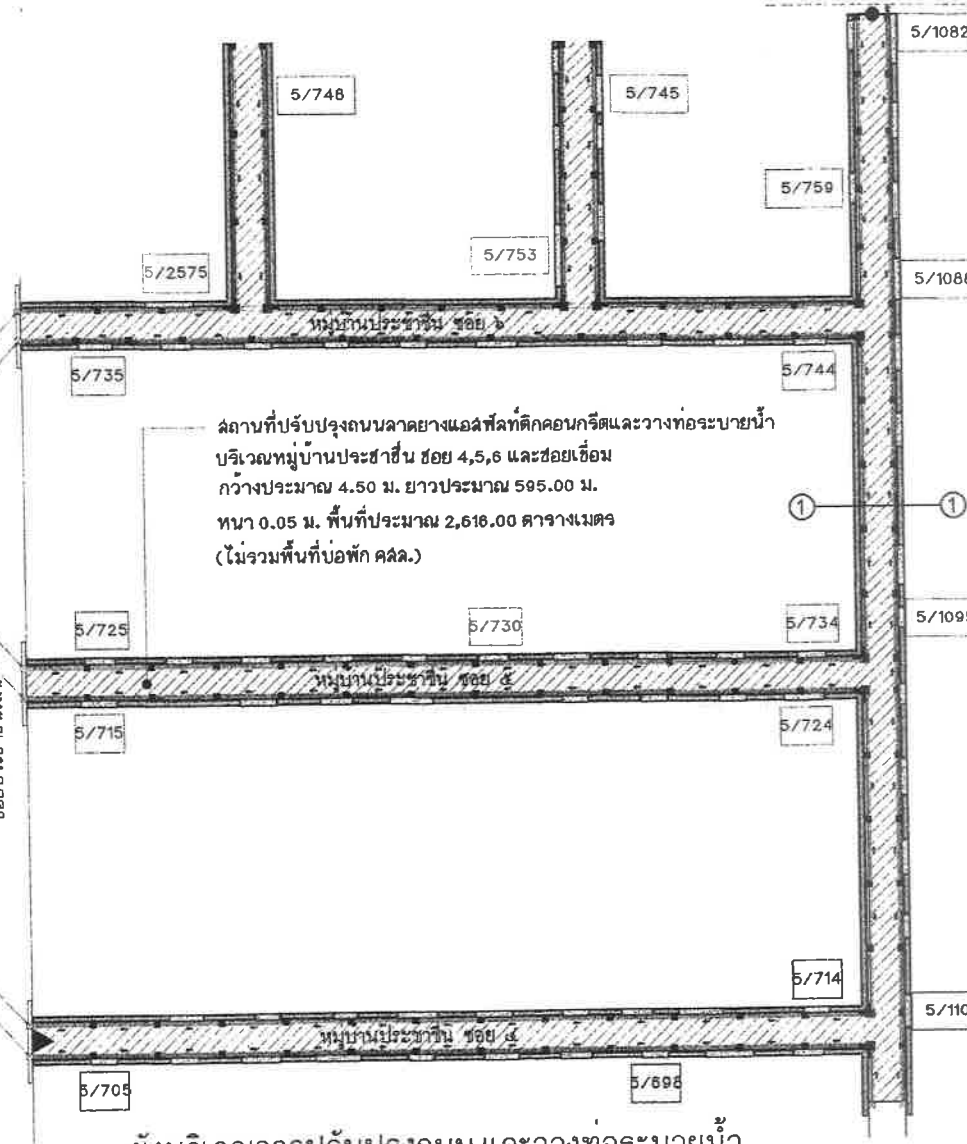 5/1082
5/748
5/745
5/759
5/753
5/2575
5/1088
หมู่บ้านประชาชื่น ซอย ๖
5/735
5/744
สถานที่ปรับปรุงถนนลาดยางแอสฟัลท์ติกคอนกรีตและวางท่อระบายน้ำ
บริเวณหมู่บ้านประชาชื่น ซอย 4,5,6 และซอยเชื่อม
กว้างประมาณ 4.50 ม. ยาวประมาณ 595.00 ม.
หนา 0.05 ม. พื้นที่ประมาณ 2,616.00 ตารางเมตร
(ไม่รวมพื้นที่บ่อพัก คสล.)
1
1
5/725
5/730
5/734
5/1095
หมู่บ้านประชาชื่น ซอย ๕
5/715
5/724
5/714
5/110
หมู่บ้านประชาชื่น ซอย ๔
5/705
5/698